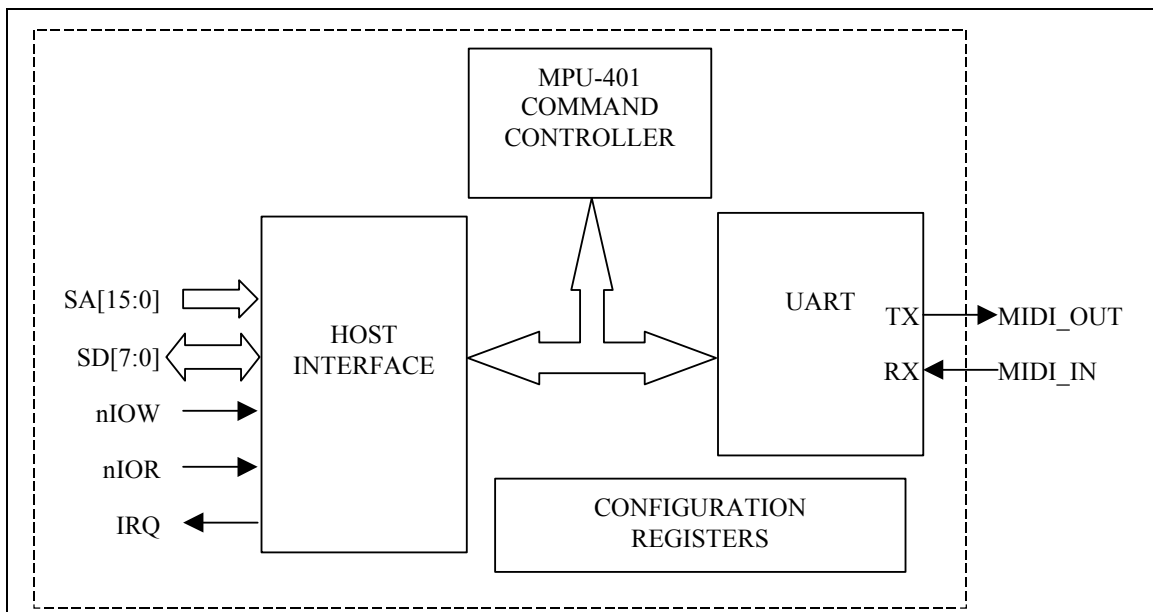 MPU-401
COMMAND
CONTROLLER
SA[15:0]
SD[7:0]
nIOW
nIOR
IRQ
HOST
INTERFACE
UART
TX
RX
MIDI_OUT
MIDI_IN
CONFIGURATION
REGISTERS